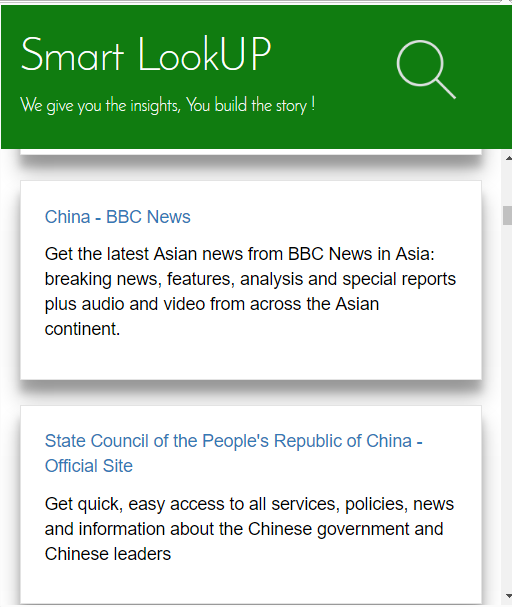 Smart LookUP
We give you the insights, You build the story !
China - BBC News
Get the latest Asian news from BBC News in Asia:
breaking news, features, analysis and special reports
plus audio and video from across the Asian
continent.
State Council of the People's Republic of China -
Official Site
Get quick, easy access to all services, policies, news
and information about the Chinese government and
Chinese leaders